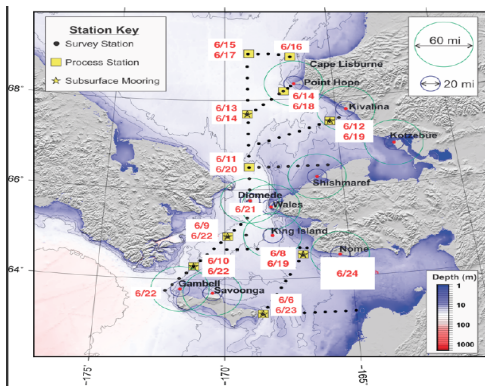 Station Key
Survey Station
Process Station
Subsurface Mooring
6/15
6/17
6/16
60 mi
20 mi
Cape Lisburne
Point Hope
68°
6/14
6/18
Kivalina
6/13
6/14
6/12
6/19
Kotzebue
6/11
6/20
66°
Shishmaref
Diomede
6/21
Wales
6/9
6/22
King Island
6/8
6/19
Nome
6/10
6/22
6/24
64°
Gambell
Savoonga
6/22
6/6
6/23
Depth (m)
1
10
100
1000
-175°
-170°
-165°